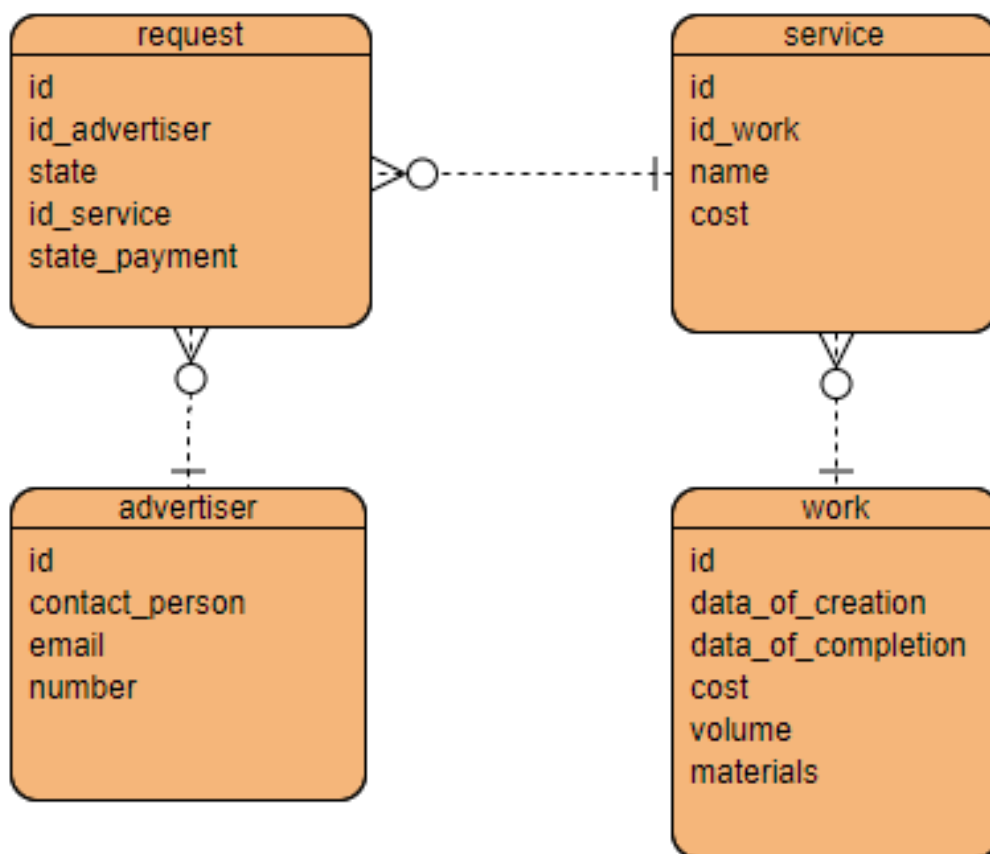 request
id
id_advertiser
state
id_service
state_payment
service
id
id_work
name
cost
advertiser
id
contact_person
email
number
work
id
data_of_creation
data_of_completion
cost
volume
materials